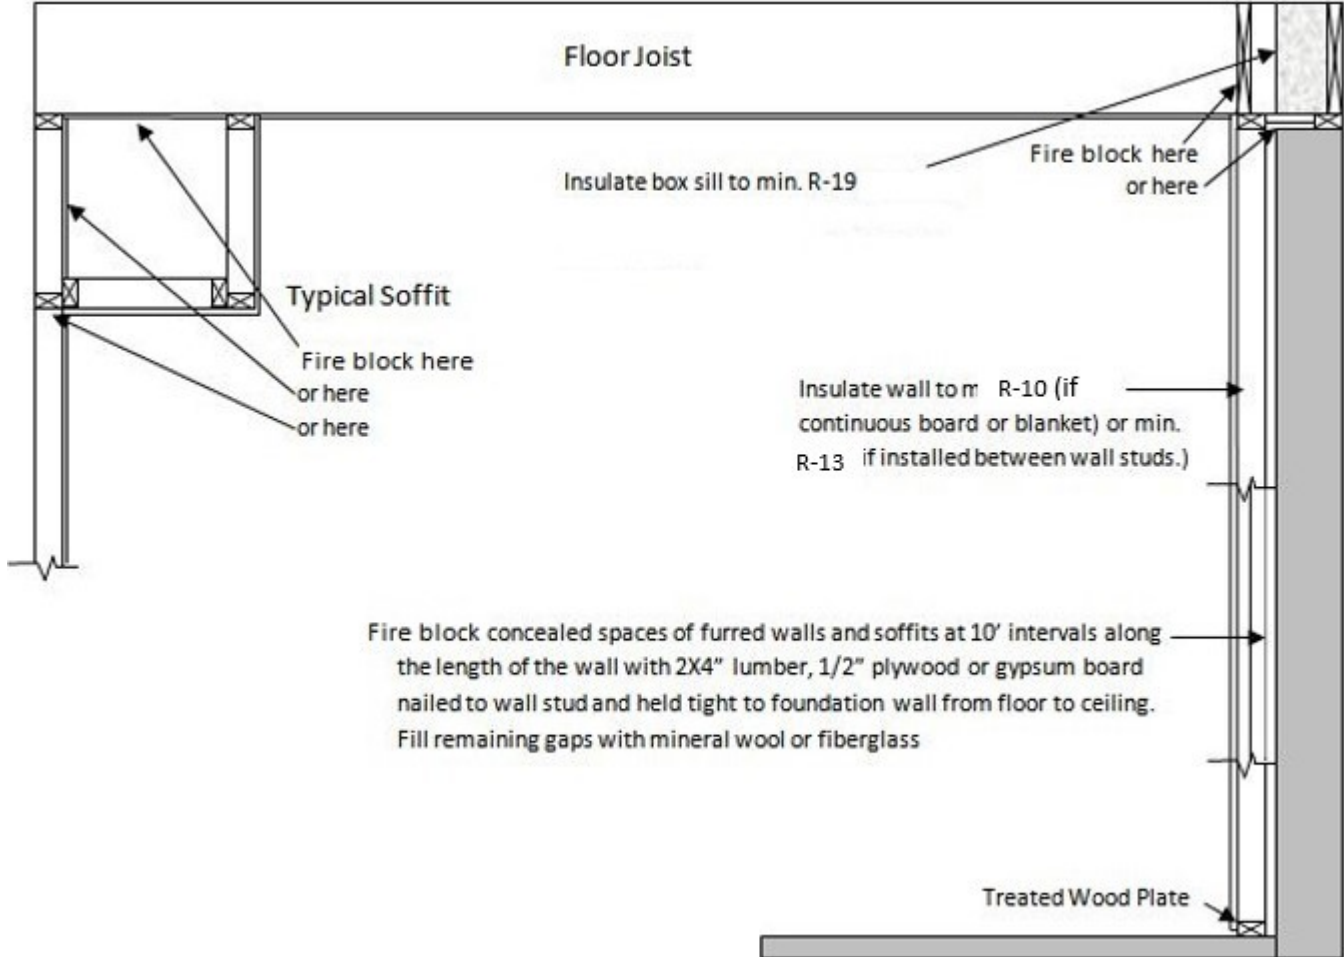 Floor Joist
Fire block here
or here
Insulate box sill to min. R-19
Typical Soffit
Fire block here
or here
or here
Insulate wall to m R-10 (if
continuous board or blanket) or min.
R-13 if installed between wall studs.)
Fire block concealed spaces of furred walls and soffits at 10' intervals along
the length of the wall with 2X4" lumber, 1/2" plywood or gypsum board
nailed to wall stud and held tight to foundation wall from floor to ceiling.
Fill remaining gaps with mineral wool or fiberglass
Treated Wood Plate